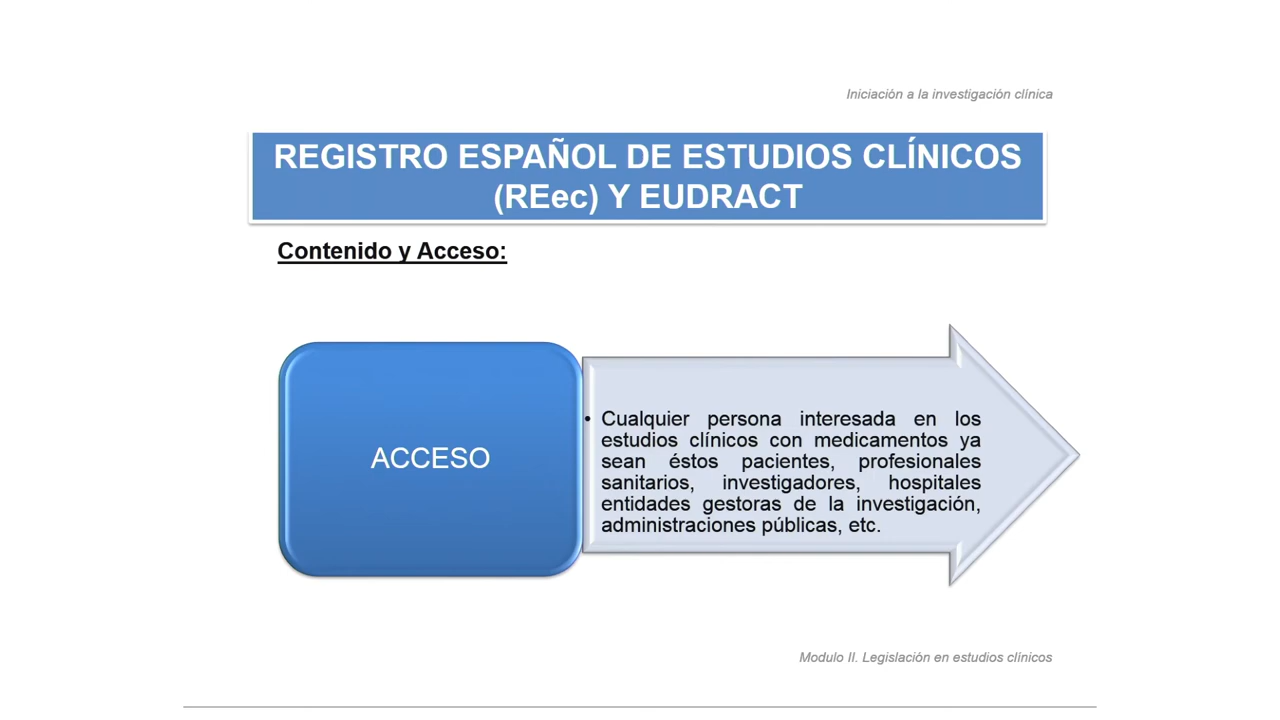 Iniciación a la investigación clínica
REGISTRO ESPAÑOL DE ESTUDIOS CLÍNICOS
(REec) Y EUDRACT
Contenido y Acceso:
ACCESO
• Cualquier persona interesada en los
estudios clínicos con medicamentos ya
sean éstos pacientes, profesionales
sanitarios, investigadores, hospitales
entidades gestoras de la investigación,
administraciones públicas, etc.
Modulo II. Legislación en estudios clínicos